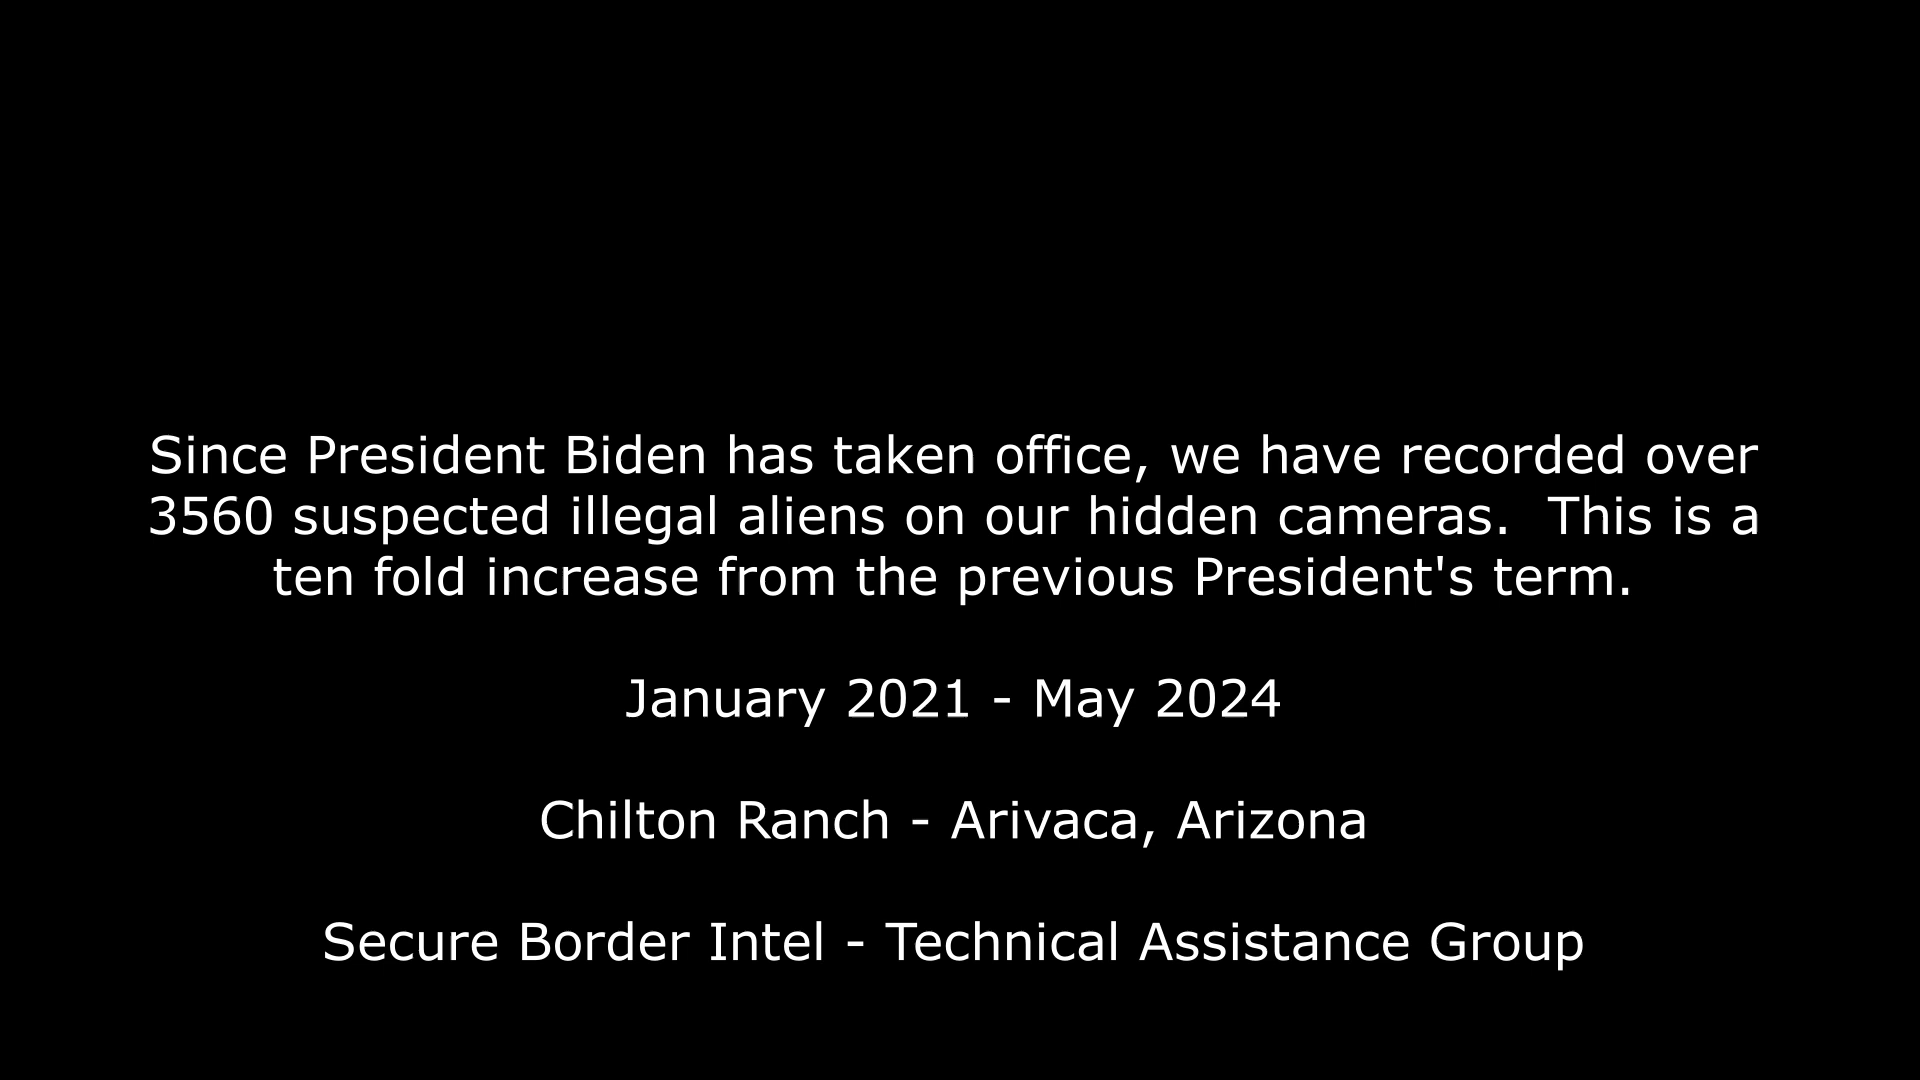 Since President Biden has taken office, we have recorded over
3560 suspected illegal aliens on our hidden cameras.  This is a
ten fold increase from the previous President's term.
January 2021 - May 2024
Chilton Ranch - Arivaca, Arizona
Secure Border Intel - Technical Assistance Group